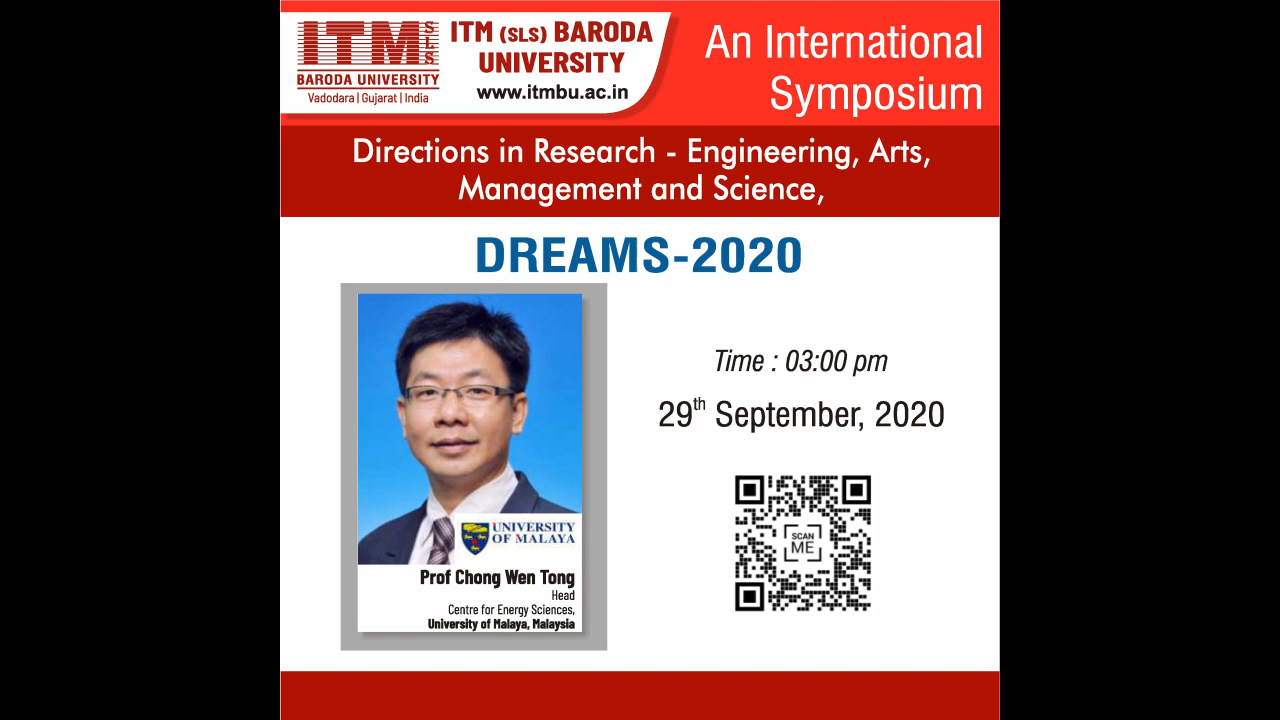 ITM SLS
BARODA UNIVERSITY
Vadodara | Gujarat | India
ITM (SLS) BARODA
UNIVERSITY
www.itmbu.ac.in
An International
Symposium
Directions in Research - Engineering, Arts,
Management and Science,
DREAMS-2020
Time : 03:00 pm
29th September, 2020
SCAN
ME
UNIVERSITY
OF MALAYA
Prof Chong Wen Tong
Head
Centre for Energy Sciences,
University of Malaya, Malaysia